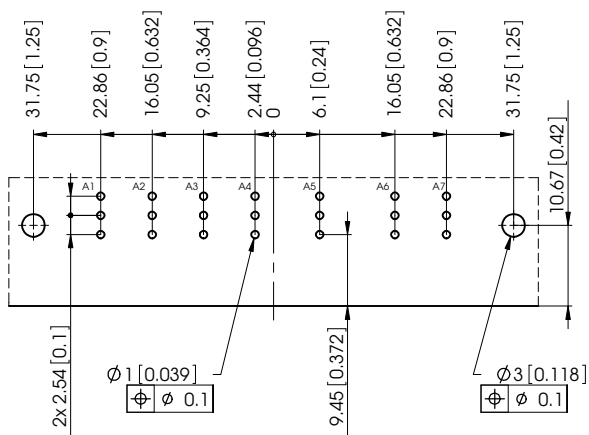 31.75 [1.25]
22.86 [0.9]
16.05 [0.632]
9.25 [0.364]
2.44 [0.096]
0
6.1 [0.24]
16.05 [0.632]
22.86 [0.9]
31.75 [1.25]
10.67 [0.42]
A1 A2 A3 A4 A5 A6 A7
2x 2.54 [0.1]
9.45 [0.372]
Ø1 [0.039]
⌖ Ø 0.1
Ø3 [0.118]
⌖ Ø 0.1